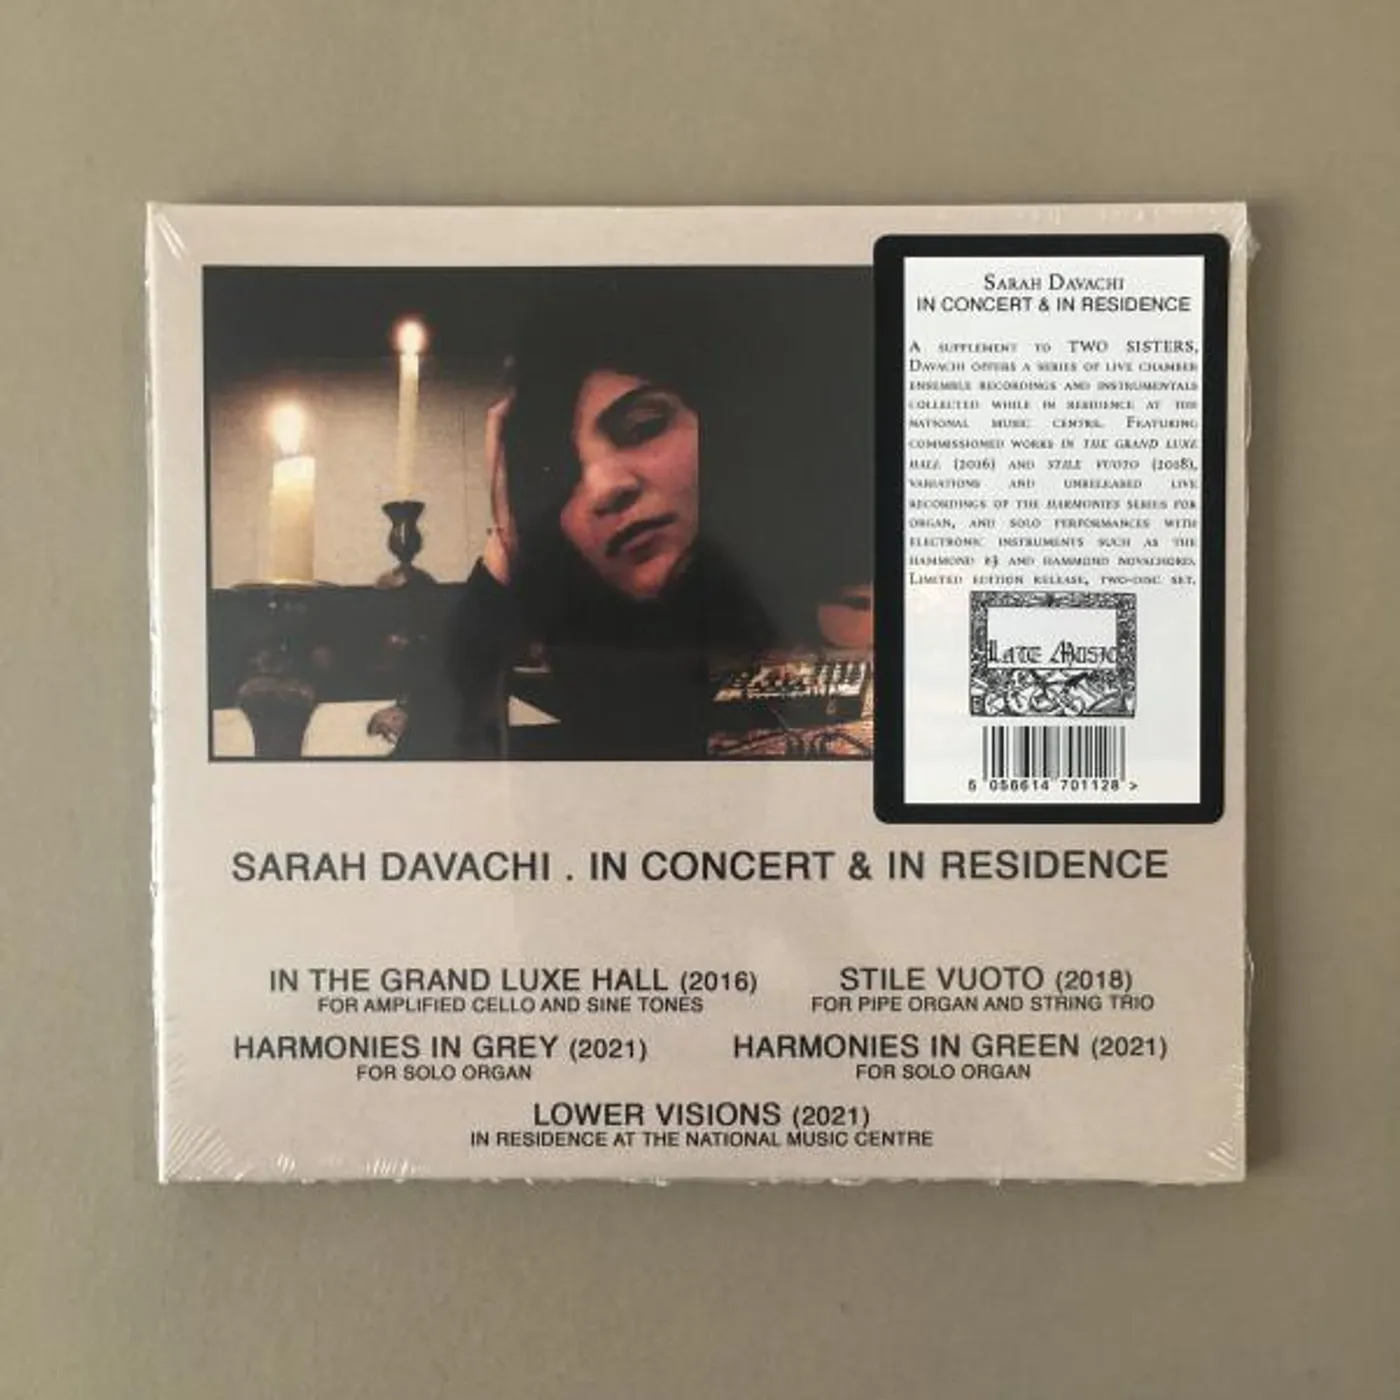 Sarah Davachi
IN CONCERT & IN RESIDENCE
A SUPPLEMENT TO TWO SISTERS,
DAVACHI OFFERS A SERIES OF LIVE CHAMBER
ENSEMBLE RECORDINGS AND INSTRUMENTALS
COLLECTED WHILE IN RESIDENCE AT THE
NATIONAL MUSIC CENTRE. FEATURING
COMMISSIONED WORKS IN THE GRAND LUXE
HALL (2016) AND STILE VUOTO (2018),
VARIATIONS AND UNRELEASED LIVE
RECORDINGS OF THE HARMONIES SERIES FOR
ORGAN, AND SOLO PERFORMANCES WITH
ELECTRONIC INSTRUMENTS SUCH AS THE
HAMMOND B3 AND HAMMOND NOVACHORD.
LIMITED EDITION RELEASE, TWO-DISC SET.
Late Music
5 056614 701128 >
SARAH DAVACHI . IN CONCERT & IN RESIDENCE
IN THE GRAND LUXE HALL (2016)
FOR AMPLIFIED CELLO AND SINE TONES
STILE VUOTO (2018)
FOR PIPE ORGAN AND STRING TRIO
HARMONIES IN GREY (2021)
FOR SOLO ORGAN
HARMONIES IN GREEN (2021)
FOR SOLO ORGAN
LOWER VISIONS (2021)
IN RESIDENCE AT THE NATIONAL MUSIC CENTRE